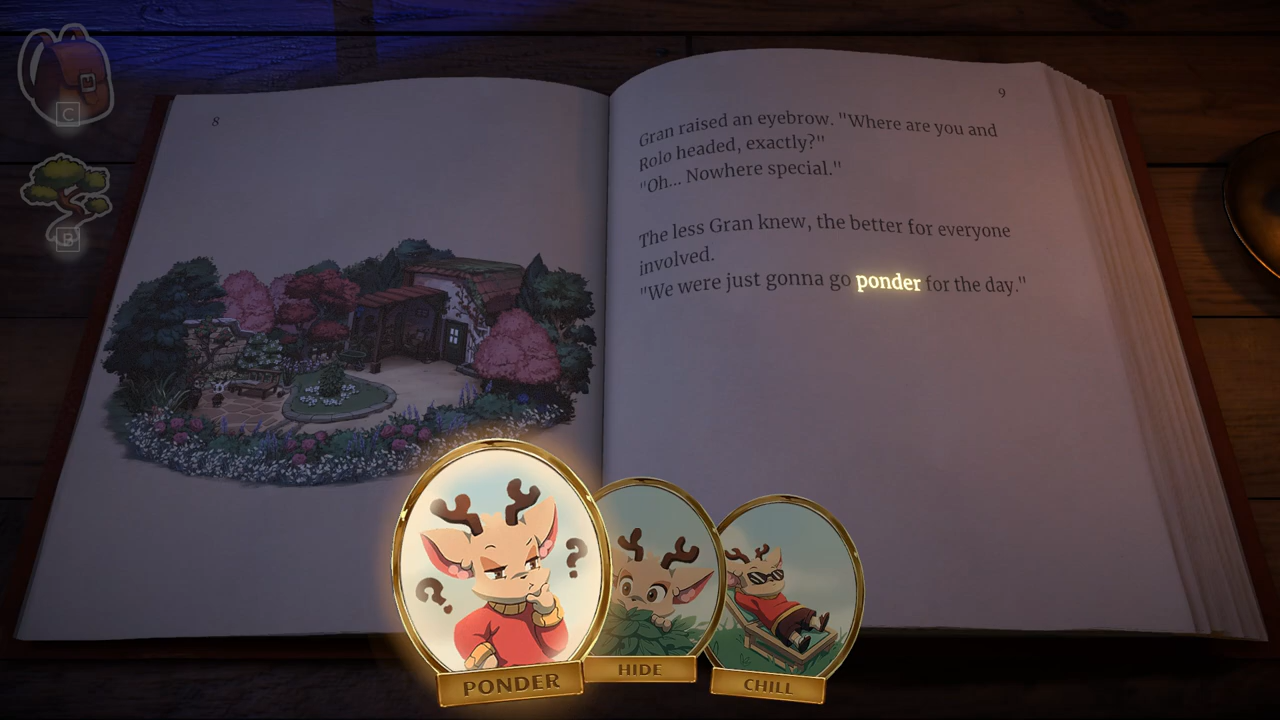 C
B
8
9
Gran raised an eyebrow. "Where are you and
Rolo headed, exactly?"
"Oh... Nowhere special."
The less Gran knew, the better for everyone
involved.
"We were just gonna go ponder for the day."
? ?
PONDER
HIDE
CHILL